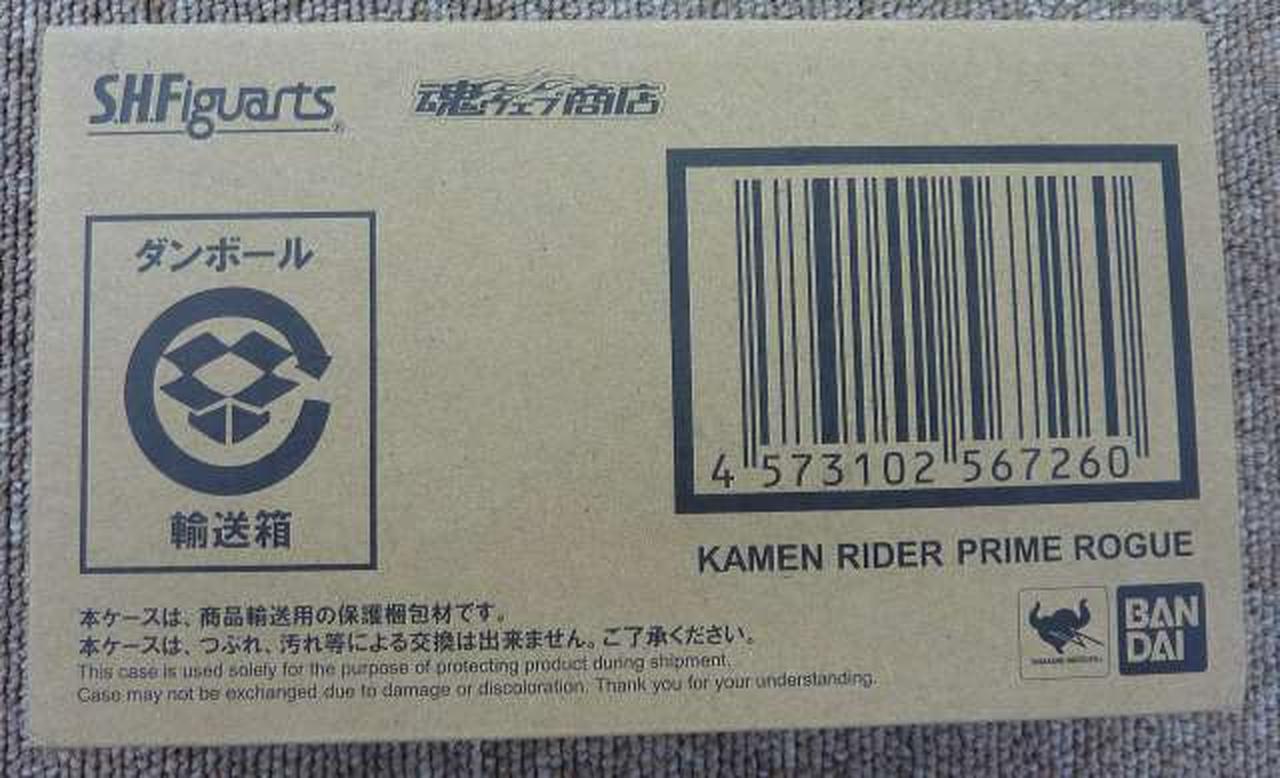 S.H.Figuarts
魂ウェブ商店
ダンボール
輸送箱
4 573102 567260
KAMEN RIDER PRIME ROGUE
本ケースは、商品輸送用の保護梱包材です。
本ケースは、つぶれ、汚れ等による交換は出来ません。ご了承ください。
This case is used solely for the purpose of protecting product during shipment.
Case may not be exchanged due to damage or discoloration. Thank you for your understanding.
BAN
DAI